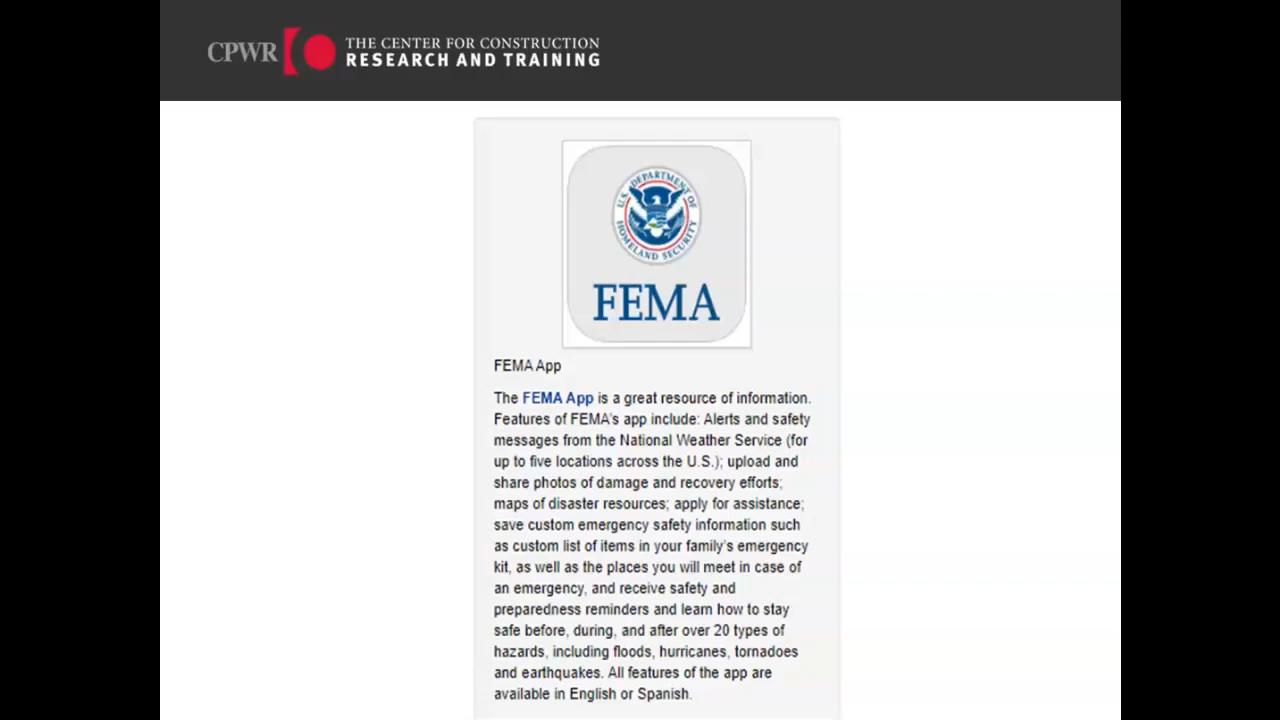 CPWR
THE CENTER FOR CONSTRUCTION
RESEARCH AND TRAINING
U.S. DEPARTMENT OF
HOMELAND SECURITY
FEMA
FEMA App
The FEMA App is a great resource of information.
Features of FEMA's app include: Alerts and safety
messages from the National Weather Service (for
up to five locations across the U.S.); upload and
share photos of damage and recovery efforts;
maps of disaster resources; apply for assistance;
save custom emergency safety information such
as custom list of items in your family's emergency
kit, as well as the places you will meet in case of
an emergency, and receive safety and
preparedness reminders and learn how to stay
safe before, during, and after over 20 types of
hazards, including floods, hurricanes, tornadoes
and earthquakes. All features of the app are
available in English or Spanish.